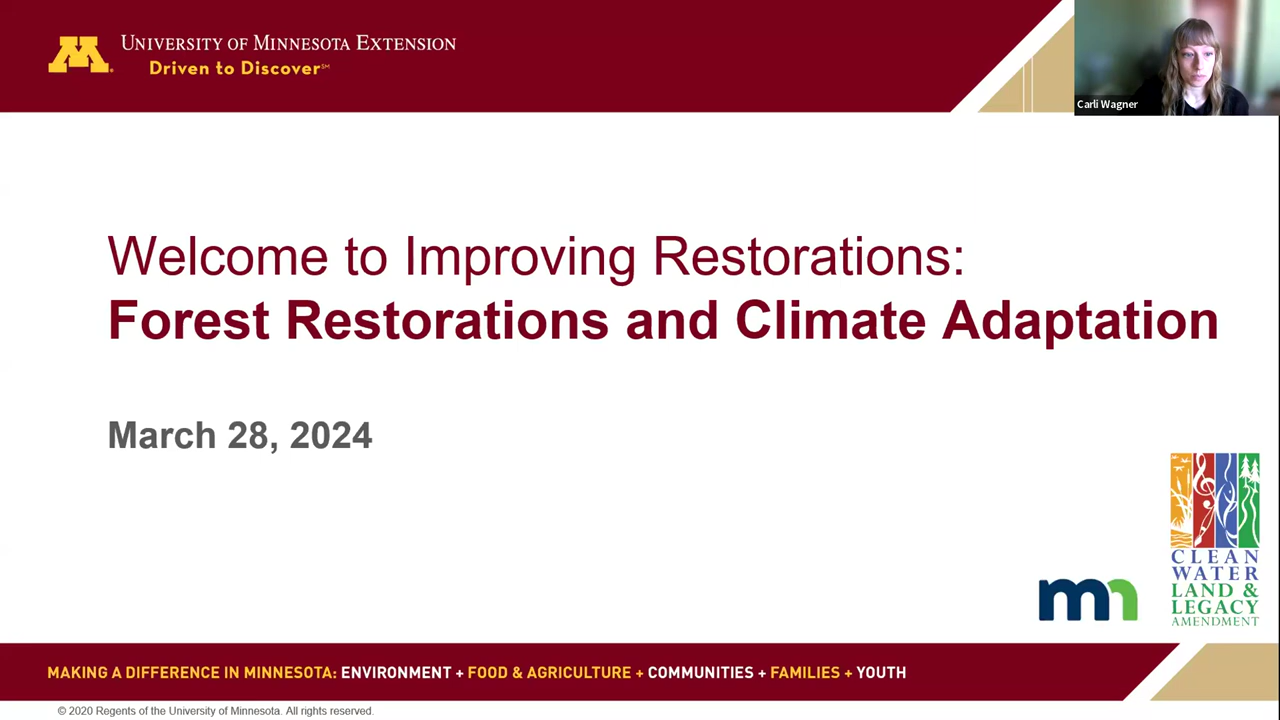 UNIVERSITY OF MINNESOTA EXTENSION
Driven to Discover℠
Carli Wagner
Welcome to Improving Restorations:
Forest Restorations and Climate Adaptation
March 28, 2024
mn
CLEAN
WATER
LAND &
LEGACY
AMENDMENT
MAKING A DIFFERENCE IN MINNESOTA: ENVIRONMENT + FOOD & AGRICULTURE + COMMUNITIES + FAMILIES + YOUTH
© 2020 Regents of the University of Minnesota. All rights reserved.